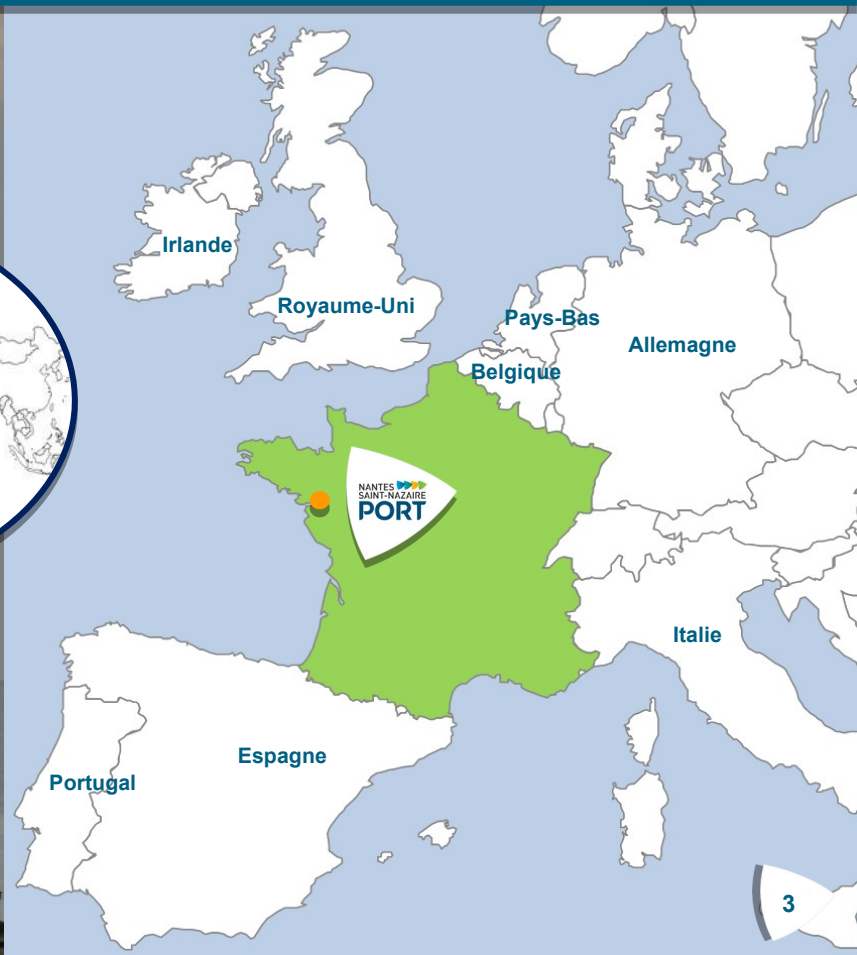 Irlande
Royaume-Uni
Pays-Bas
Allemagne
Belgique
NANTES
SAINT-NAZAIRE
PORT
Italie
Espagne
Portugal
3